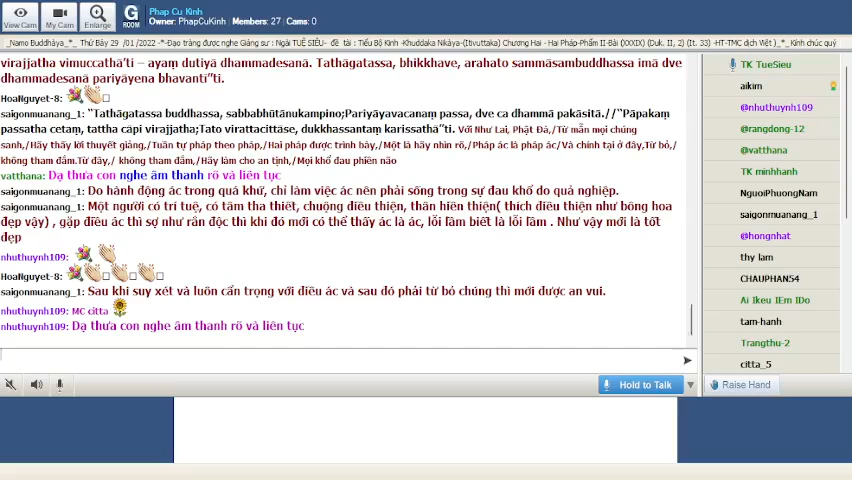 Phap Cu Kinh
Owner: PhapCuKinh Members: 27 Cams: 0
View Cam
My Cam
Enlarge
G ROOM
_Namo Buddhàya_*_ Thứ Bảy 29 /01/2022 -*-Đạo tràng được nghe Giảng sư : Ngài TUỆ SIÊU– đề tài : Tiểu Bộ Kinh -Khuddaka Nikàya-(Itivuttaka) Chương Hai - Hai Pháp-Phẩm II-Bài (XXXIX) (Duk. II, 2) (It. 33) -HT-TMC dịch Việt _*_ Kính chúc quý
virajjatha vimuccathā’ti – ayaṃ dutiyā dhammadesanā. Tathāgatassa, bhikkhave, arahato sammāsambuddhassa imā dve
dhammadesanā pariyāyena bhavantī”ti.
HoaNguyet-8:
saigonmuanang_1: “Tathāgatassa buddhassa, sabbabhūtānukampino;Pariyāyavacanaṃ passa, dve ca dhammā pakāsitā.//“Pāpakaṃ
passatha cetaṃ, tattha cāpi virajjatha;Tato virattacittāse, dukkhassantaṃ karissathā”ti. Với Như Lai, Phật Đà,/Từ mẫn mọi chúng
sanh,/Hãy thấy lời thuyết giảng,/Tuần tự pháp theo pháp,/Hai pháp được trình bày,/Một là hãy nhìn rõ,/Pháp ác là pháp ác/Và chính tại ở đây,Từ bỏ,/
không tham đắm.Từ đây,/ không tham đắm,/Hãy làm cho an tịnh,/Mọi khổ đau phiền não
vatthana: Dạ thưa con nghe âm thanh rõ và liên tục
saigonmuanang_1: Do hành động ác trong quá khứ, chỉ làm việc ác nên phải sống trong sự đau khổ do quả nghiệp.
saigonmuanang_1: Một người có trí tuệ, có tâm tha thiết, chuộng điều thiện, thân hiền thiện( thích điều thiện như bông hoa
đẹp vậy) , gặp điều ác thì sợ như rắn độc thì khi đó mới có thể thấy ác là ác, lỗi lầm biết là lỗi lầm . Như vậy mới là tốt
đẹp
nhuthuynh109:
HoaNguyet-8:
saigonmuanang_1: Sau khi suy xét và luôn cẩn trọng với điều ác và sau đó phải từ bỏ chúng thì mới được an vui.
nhuthuynh109: MC citta
nhuthuynh109: Dạ thưa con nghe âm thanh rõ và liên tục
Hold to Talk
TK TueSieu
aikim
@nhuthuynh109
@rangdong-12
@vatthana
TK minhhanh
NguoiPhuongNam
saigonmuanang_1
@hongnhat
thy lam
CHAUPHAN54
Ai Ikeu IEm IDo
tam-hanh
Trangthu-2
citta_5
Raise Hand